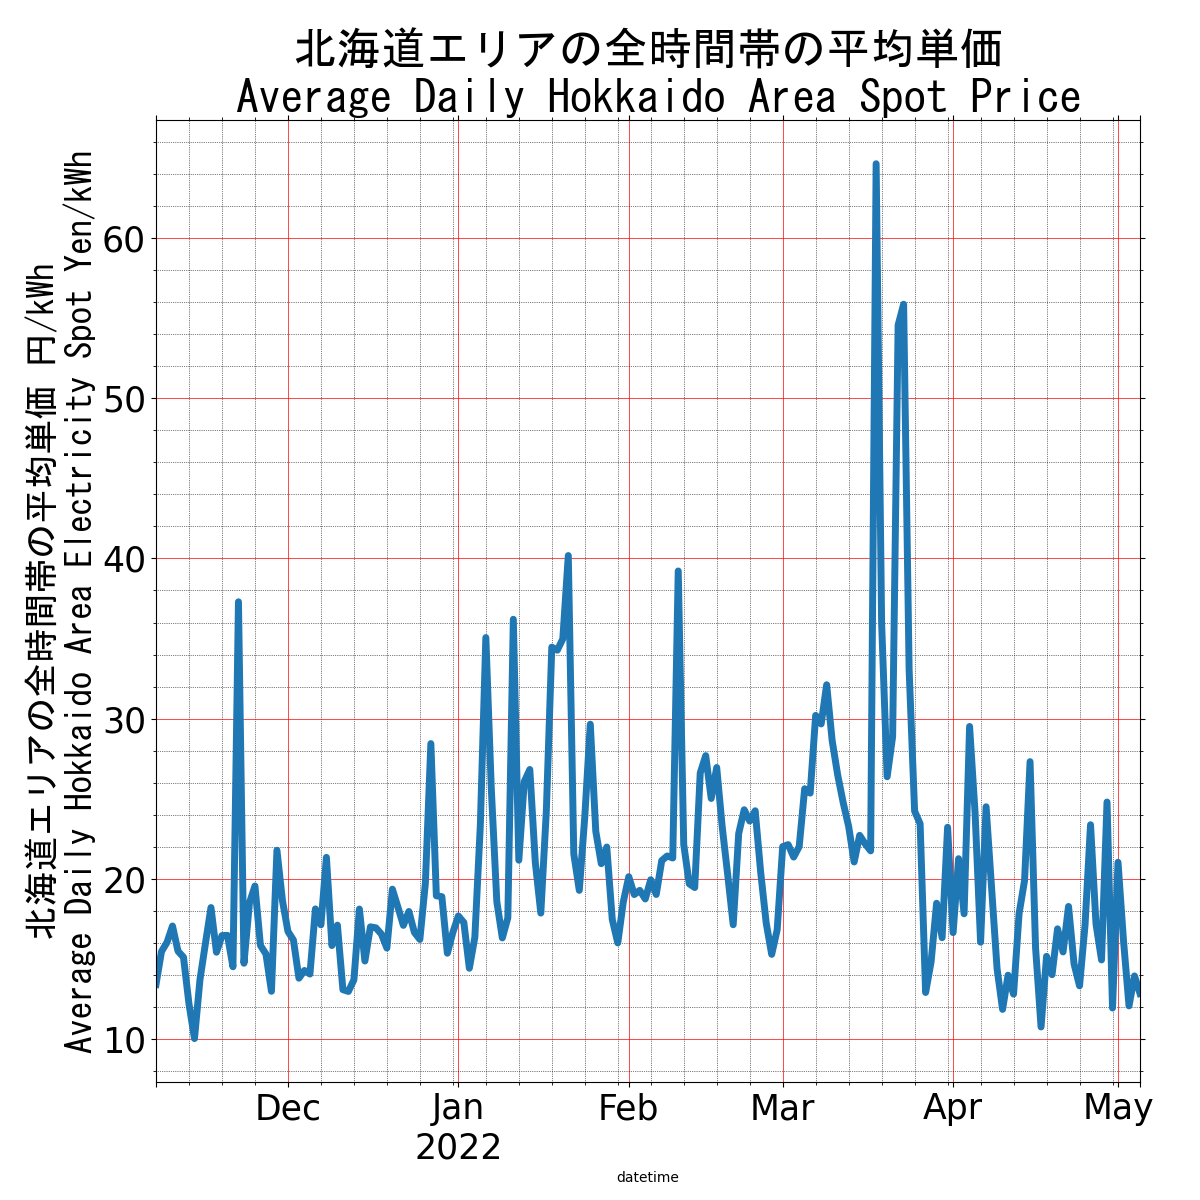 北海道エリアの全時間帯の平均単価
Average Daily Hokkaido Area Spot Price
北海道エリアの全時間帯の平均単価 円/kWh
Average Daily Hokkaido Area Electricity Spot Yen/kWh
60
50
40
30
20
10
Dec
Jan
2022
Feb
Mar
Apr
May
datetime